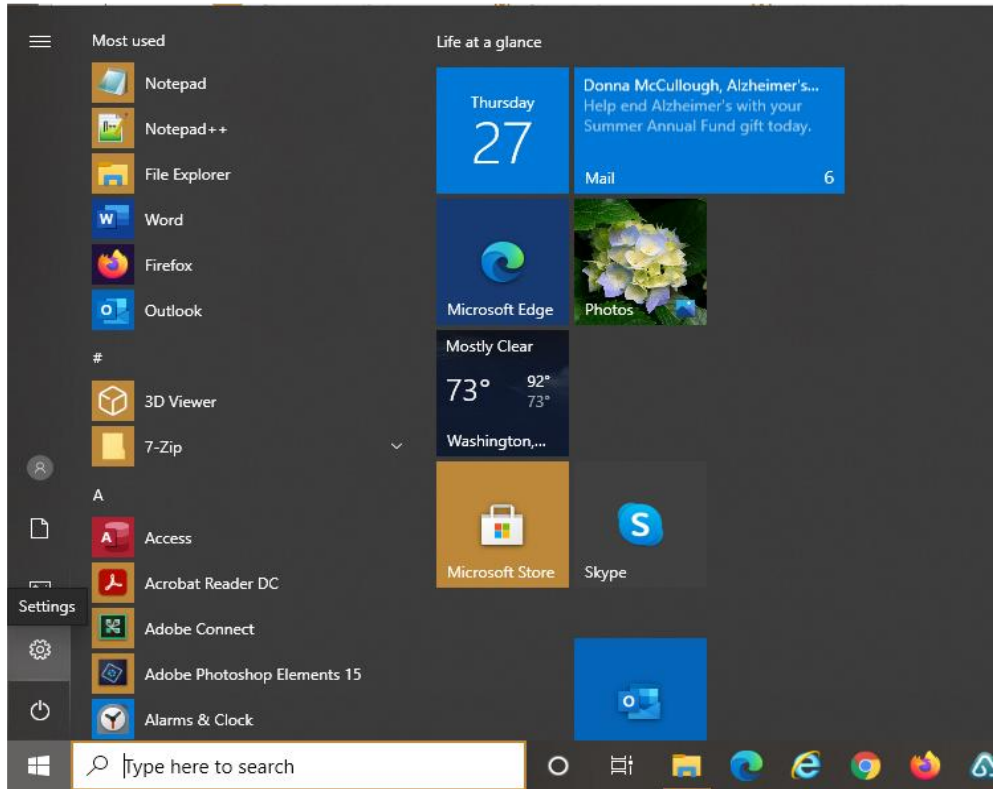 Most used
Notepad
Notepad++
File Explorer
Word
Firefox
Outlook
#
3D Viewer
7-Zip
A
Access
Acrobat Reader DC
Adobe Connect
Adobe Photoshop Elements 15
Alarms & Clock
Settings
Life at a glance
Thursday
27
Donna McCullough, Alzheimer's...
Help end Alzheimer's with your
Summer Annual Fund gift today.
Mail 6
Microsoft Edge
Photos
Mostly Clear
73° 92°
73°
Washington,...
Microsoft Store
Skype
Type here to search